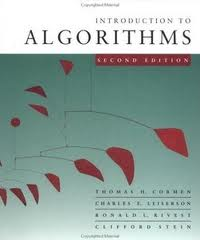 INTRODUCTION TO
ALGORITHMS
SECOND EDITION
THOMAS H. CORMEN
CHARLES E. LEISERSON
RONALD L. RIVEST
CLIFFORD STEIN